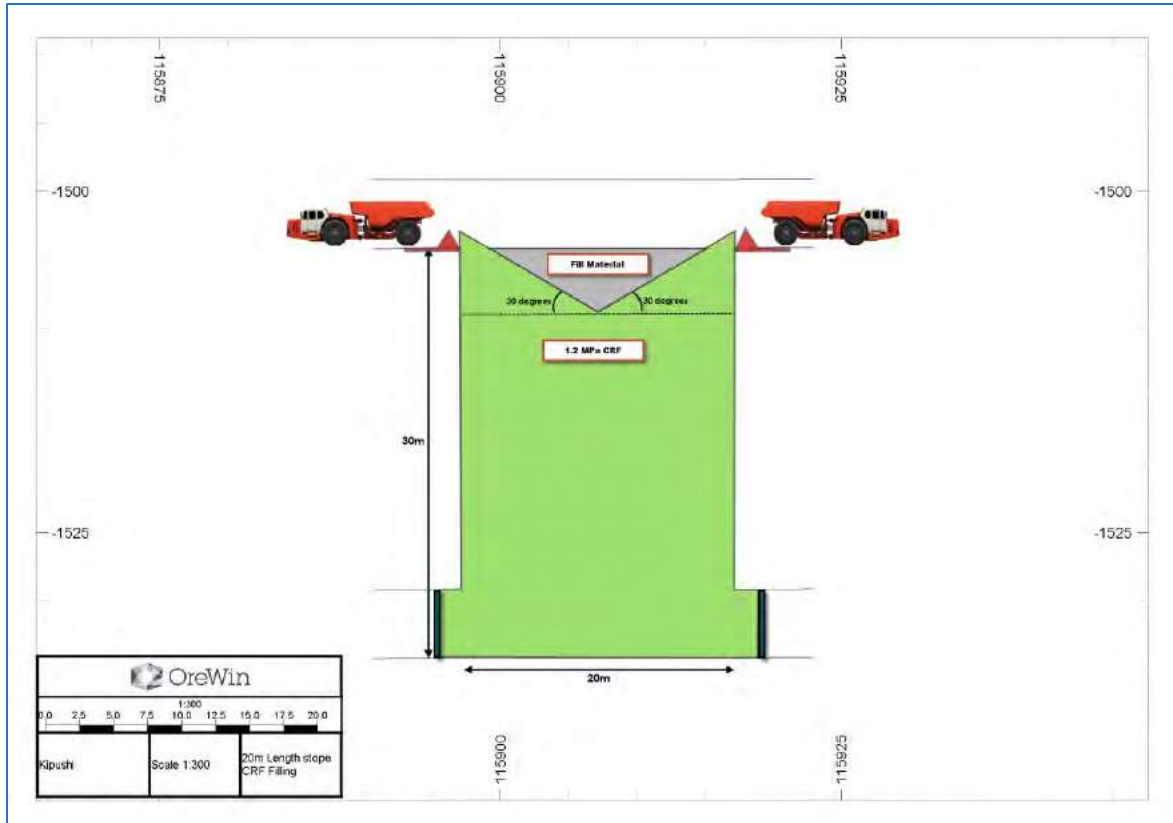 115875
115900
115925
-1500
-1500
Fill Material
30 degrees
30 degrees
1.2 MPa CRF
30m
-1525
-1525
20m
OreWin
1:300
0.0 2.5 5.0 7.5 10.0 12.5 15.0 17.5 20.0
Kipushi
Scale 1:300
20m Length stope
CRF Filling
115900
115925